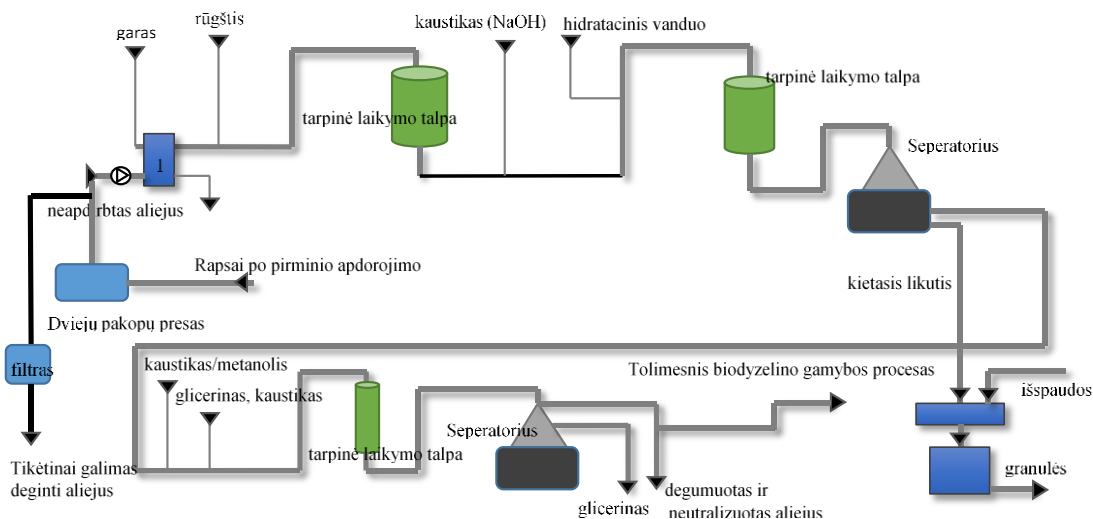 garas
rūgštis
kaustikas (NaOH)
hidratacinis vanduo
tarpinė laikymo talpa
tarpinė laikymo talpa
1
Seperatorius
neapdirbtas aliejus
Rapsai po pirminio apdorojimo
Dviejų pakopų presas
kietasis likutis
filtras
kaustikas/metanolis
glicerinas, kaustikas
Tolimesnis biodyzelino gamybos procesas
išspaudos
Seperatorius
tarpinė laikymo talpa
Tikėtinai galimas
deginti aliejus
granulės
glicerinas
degumuotas ir
neutralizuotas aliejus